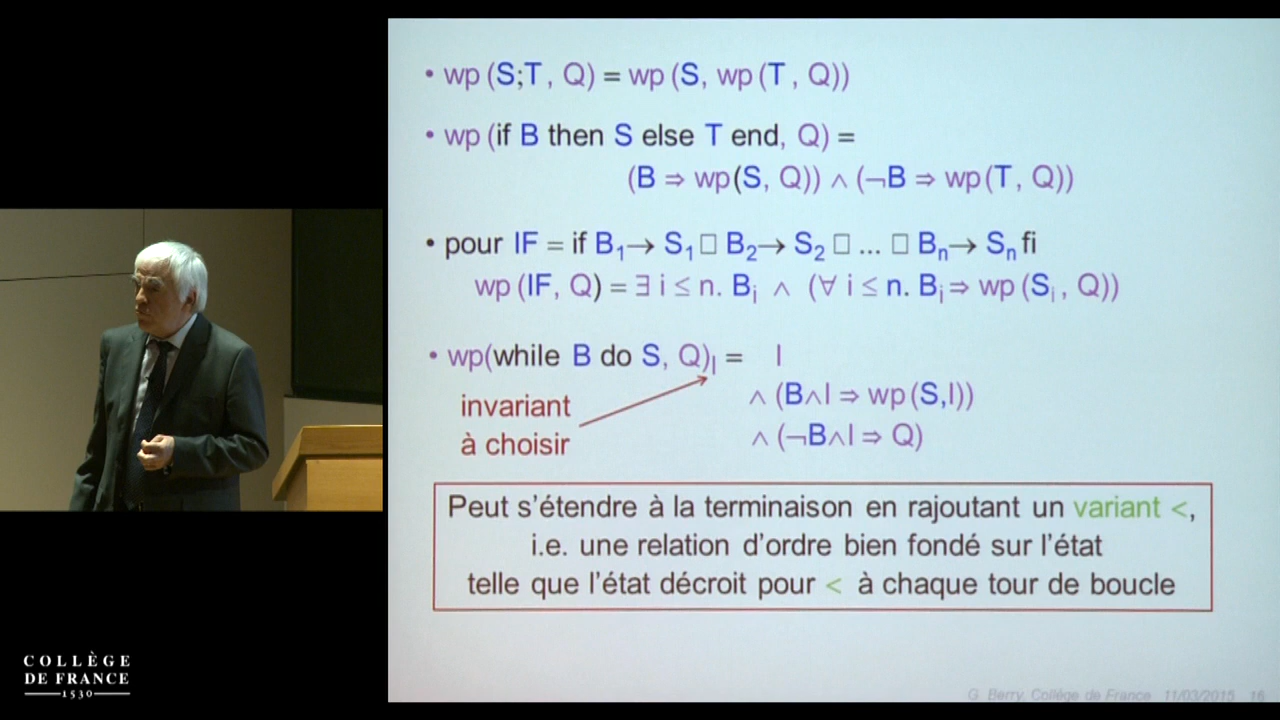 • wp (S;T , Q) = wp (S, wp (T , Q))
• wp (if B then S else T end, Q) =
(B ⇒ wp(S, Q)) ∧ (¬B ⇒ wp(T , Q))
• pour IF = if B₁→ S₁ □ B₂→ S₂ □ ... □ Bₙ→ Sₙ fi
wp (IF, Q) = ∃ i ≤ n. Bᵢ ∧ (∀ i ≤ n. Bᵢ ⇒ wp (Sᵢ , Q))
• wp(while B do S, Q)I = I
∧ (B∧I ⇒ wp (S,I))
∧ (¬B∧I ⇒ Q)
invariant
à choisir
Peut s'étendre à la terminaison en rajoutant un variant <,
i.e. une relation d'ordre bien fondé sur l'état
telle que l'état décroit pour < à chaque tour de boucle
G. Berry, Collège de France 11/03/2015 16
COLLÈGE
DE FRANCE
1530